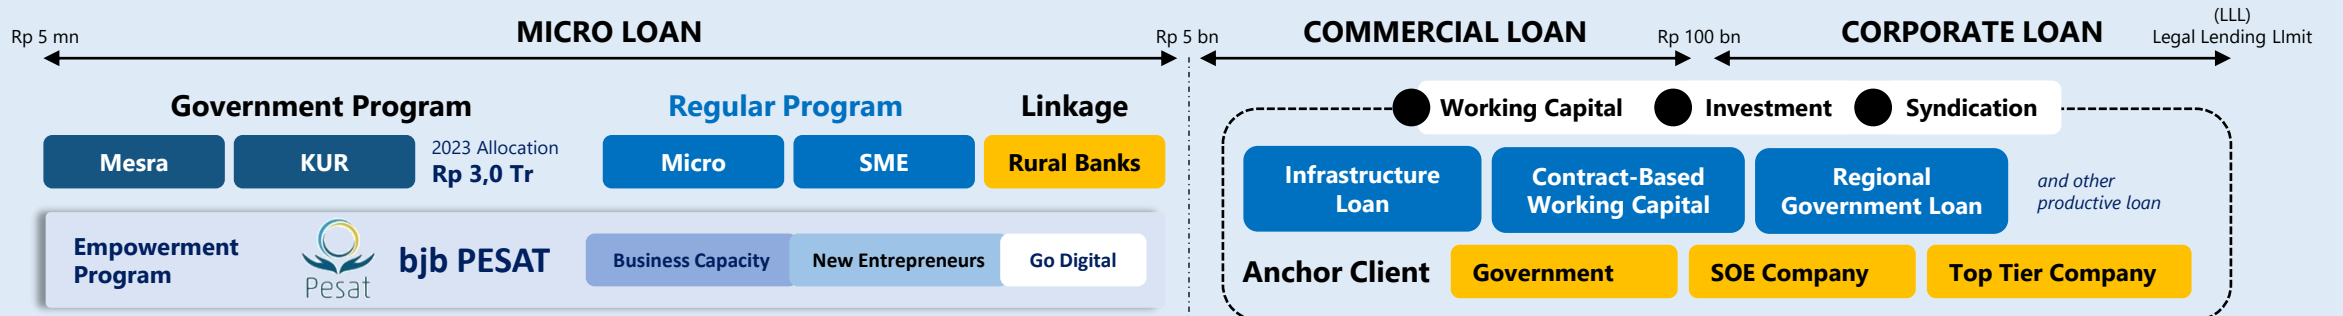 MICRO LOAN
Rp 5 mn
Rp 5 bn
Government Program
Mesra
KUR
2023 Allocation
Rp 3,0 Tr
Regular Program
Micro
SME
Linkage
Rural Banks
Empowerment
Program
Pesat
bjb PESAT
Business Capacity
New Entrepreneurs
Go Digital
COMMERCIAL LOAN
Rp 100 bn
CORPORATE LOAN
(LLL)
Legal Lending LImit
Working Capital
Investment
Syndication
Infrastructure
Loan
Contract-Based
Working Capital
Regional
Government Loan
and other
productive loan
Anchor Client
Government
SOE Company
Top Tier Company